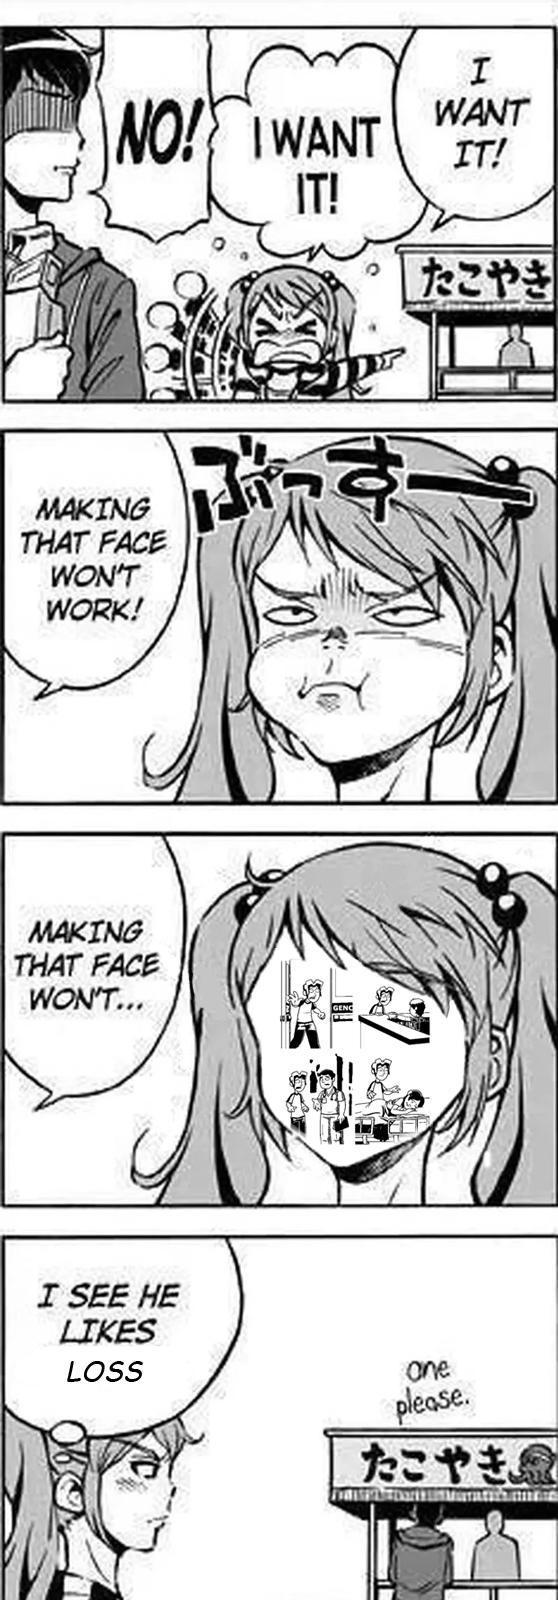 I
WANT
IT!
I WANT
IT!
NO!
たこやき
ぶっすー
MAKING
THAT FACE
WON'T
WORK!
MAKING
THAT FACE
WON'T...
I SEE HE
LIKES
LOSS
one
please.
たこやき